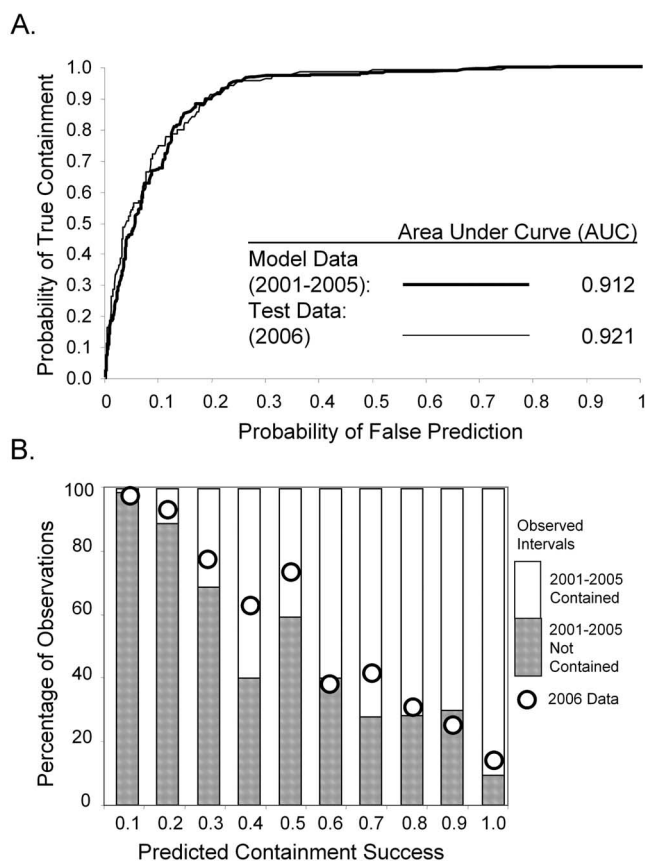 A.
1.0
0.9
0.8
0.7
0.6
0.5
0.4
0.3
0.2
0.1
0.0
Probability of True Containment
Area Under Curve (AUC)
Model Data
(2001-2005): 0.912
Test Data:
(2006) 0.921
0 0.1 0.2 0.3 0.4 0.5 0.6 0.7 0.8 0.9 1
Probability of False Prediction
B.
100
80
60
40
20
0
Percentage of Observations
Observed
Intervals
2001-2005
Contained
2001-2005
Not
Contained
2006 Data
0.1 0.2 0.3 0.4 0.5 0.6 0.7 0.8 0.9 1.0
Predicted Containment Success